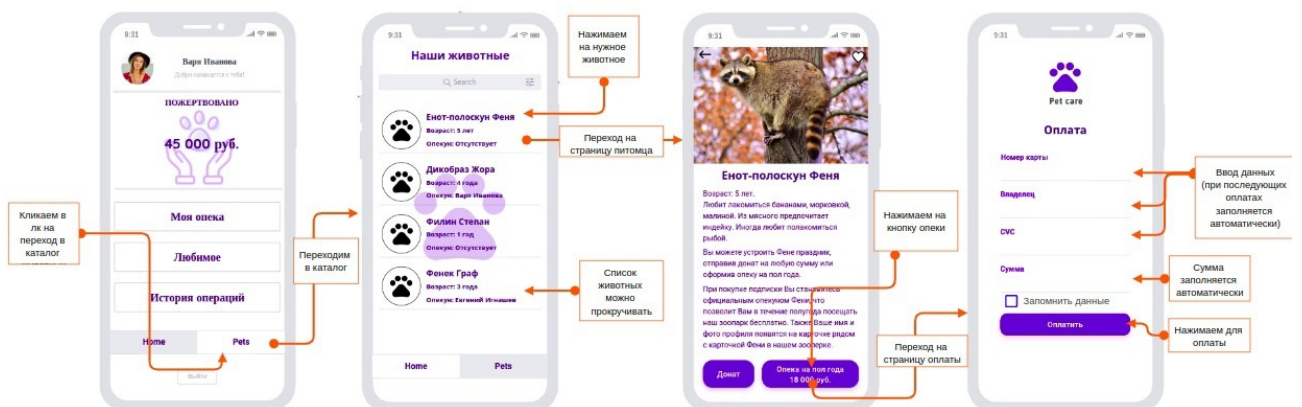 9:31
Варя Иванова
Добро начинается с тебя!
ПОЖЕРТВОВАНО
45 000 руб.
Моя опека
Любимое
История операций
Home
Pets
выйти
Кликаем в
лк на
переход в
каталог
Переходим
в каталог
9:31
Наши животные
Search
Енот-полоскун Феня
Возраст: 5 лет
Опекун: Отсутствует
Дикобраз Жора
Возраст: 4 года
Опекун: Варя Иванова
Филин Степан
Возраст: 1 год
Опекун: Отсутствует
Фенек Граф
Возраст: 3 года
Опекун: Евгений Игнашев
Home
Pets
Нажимаем
на нужное
животное
Переход на
страницу питомца
Список
животных
можно
прокручивать
9:31
Енот-полоскун Феня
Возраст: 5 лет.
Любит лакомиться бананами, морковкой,
малиной. Из мясного предпочитает
индейку. Иногда любит полакомиться
рыбой.
Вы можете устроить Фене праздник,
отправив донат на любую сумму или
оформив опеку на пол года.
При покупке подписки Вы становитесь
официальным опекуном Фени, что
позволит Вам в течение полугода посещать
наш зоопарк бесплатно. Также Ваше имя и
фото профиля появятся на карточке рядом
с карточкой Фени в нашем зоопарке.
Донат
Опека на пол года
18 000 руб.
Нажимаем на
кнопку опеки
Переход на
страницу оплаты
9:31
Pet care
Оплата
Номер карты
Владелец
CVC
Сумма
Запомнить данные
Оплатить
Ввод данных
(при последующих
оплатах
заполняется
автоматически)
Сумма
заполняется
автоматически
Нажимаем для
оплаты